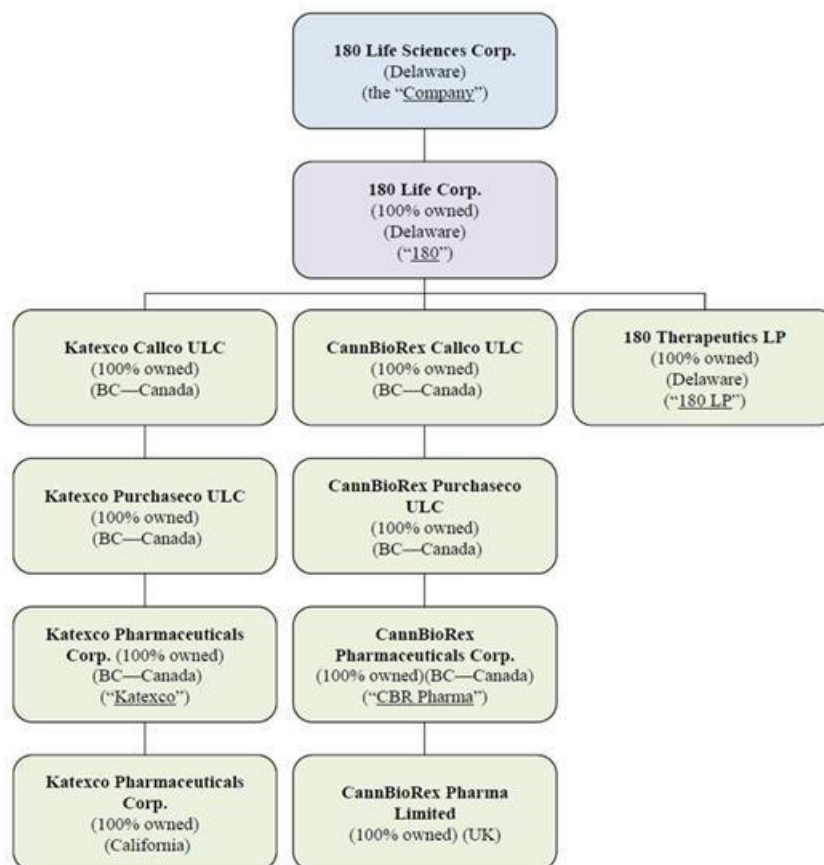 180 Life Sciences Corp.
(Delaware)
(the “Company”)
180 Life Corp.
(100% owned)
(Delaware)
(“180”)
Katexco Callco ULC
(100% owned)
(BC—Canada)
CannBioRex Callco ULC
(100% owned)
(BC—Canada)
180 Therapeutics LP
(100% owned)
(Delaware)
(“180 LP”)
Katexco Purchaseco ULC
(100% owned)
(BC—Canada)
CannBioRex Purchaseco
ULC
(100% owned)
(BC—Canada)
Katexco Pharmaceuticals
Corp. (100% owned)
(BC—Canada)
(“Katexco”)
CannBioRex
Pharmaceuticals Corp.
(100% owned)(BC—Canada)
(“CBR Pharma”)
Katexco Pharmaceuticals
Corp.
(100% owned)
(California)
CannBioRex Pharma
Limited
(100% owned) (UK)